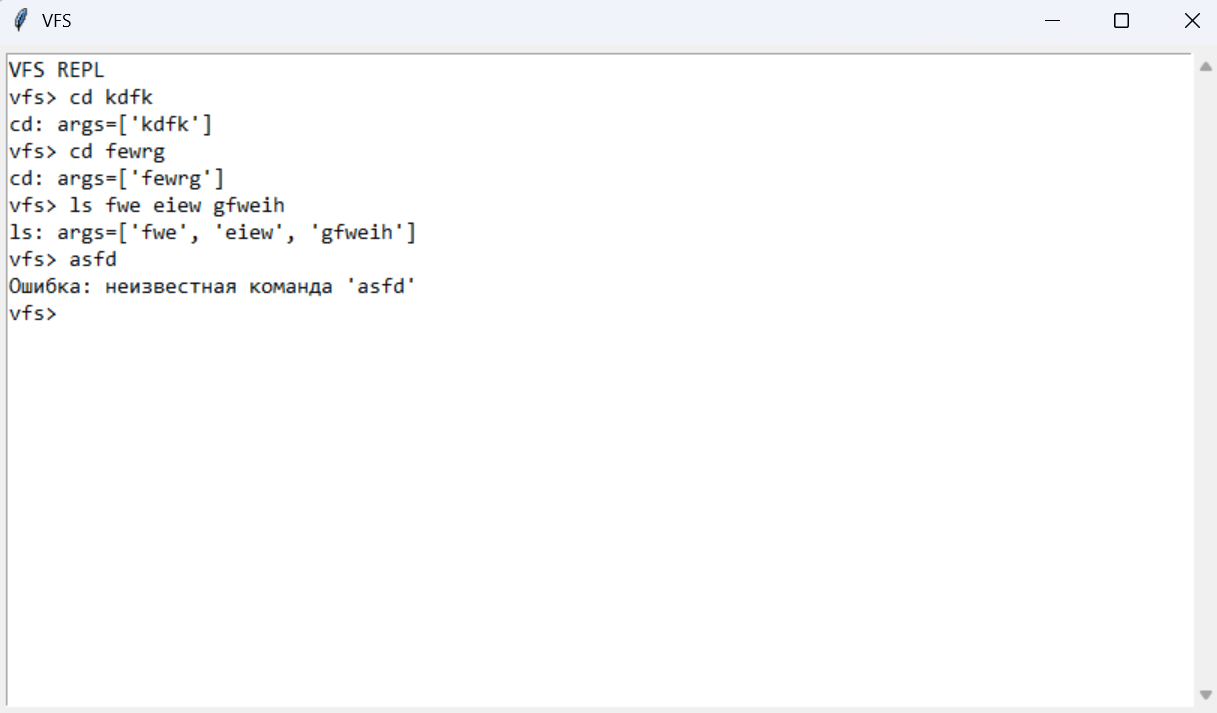 VFS
VFS REPL
vfs> cd kdfk
cd: args=['kdfk']
vfs> cd fewrg
cd: args=['fewrg']
vfs> ls fwe eiew gfweih
ls: args=['fwe', 'eiew', 'gfweih']
vfs> asfd
Ошибка: неизвестная команда 'asfd'
vfs>